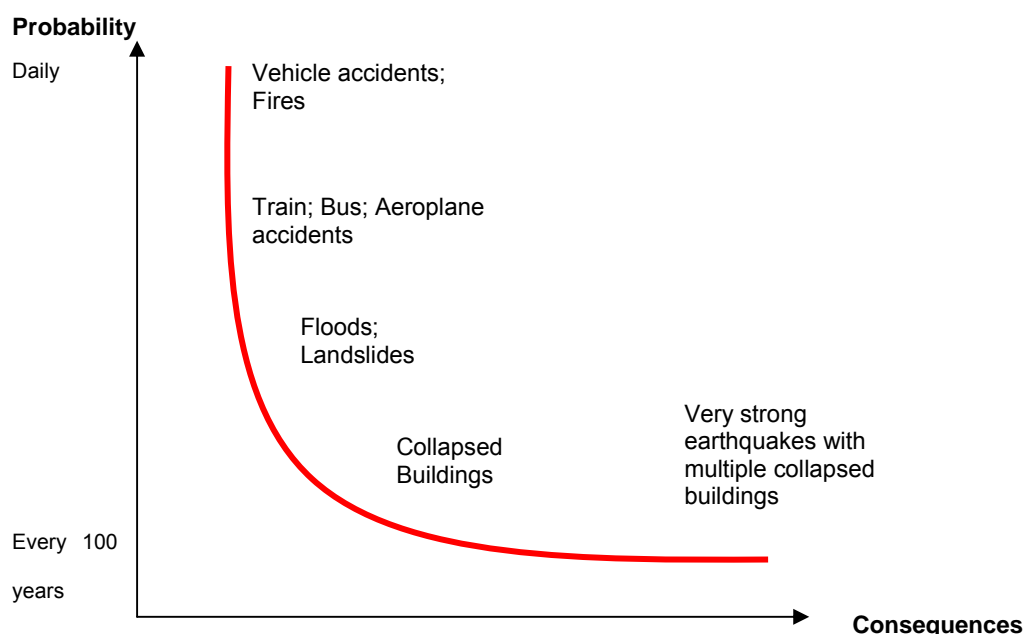 Probability
Daily
Vehicle accidents;
Fires
Train; Bus; Aeroplane
accidents
Floods;
Landslides
Collapsed
Buildings
Very strong
earthquakes with
multiple collapsed
buildings
Every 100
years
Consequences